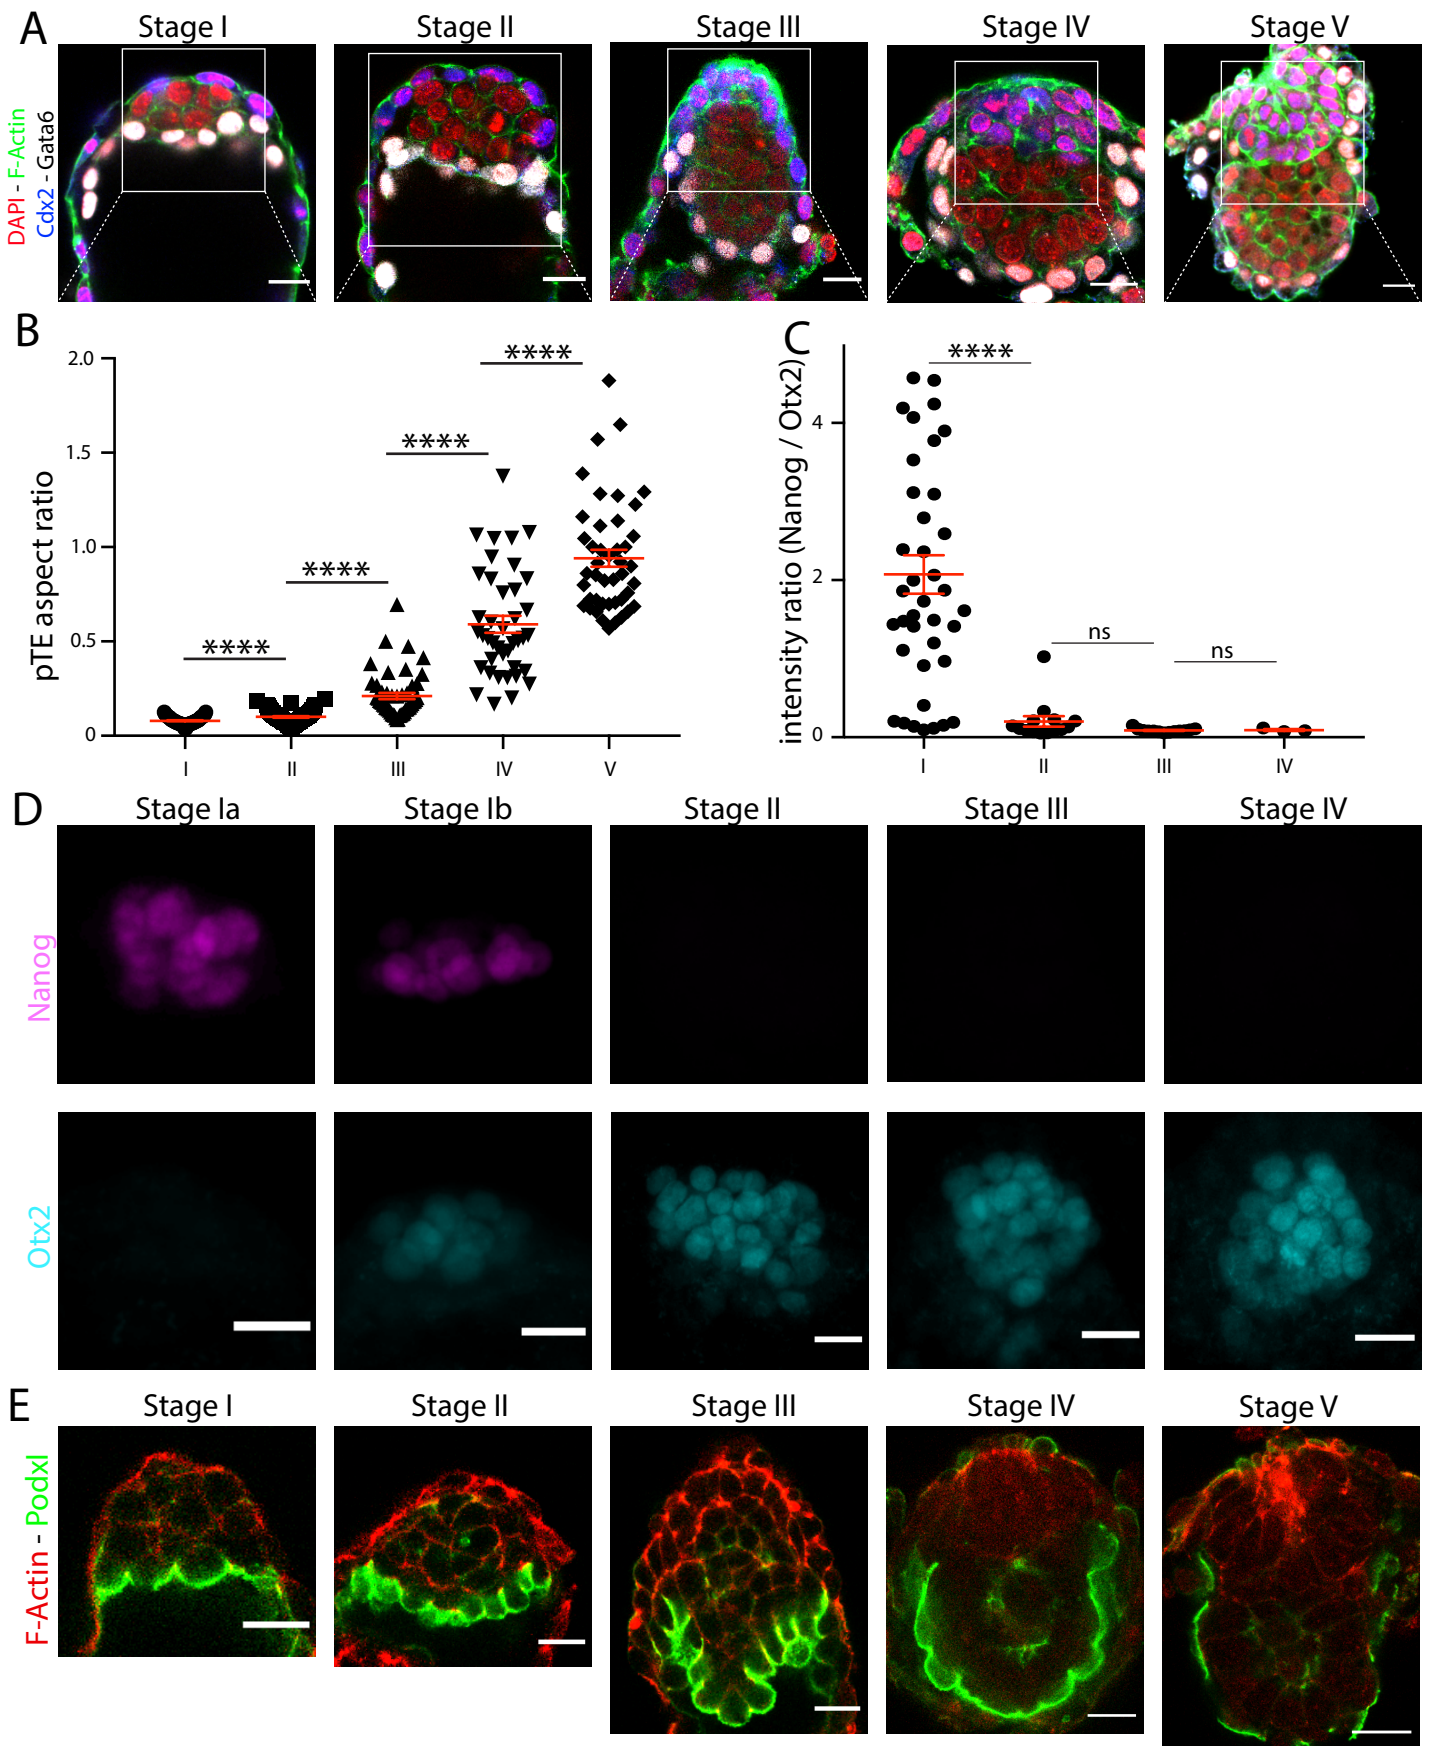 A
Stage I
Stage II
Stage III
Stage IV
Stage V
DAPI - F-Actin
Cdx2 - Gata6
B
pTE aspect ratio
2.0
1.5
1.0
0.5
0
****
****
****
****
I
II
III
IV
V
C
intensity ratio (Nanog / Otx2)
4
2
0
****
ns
ns
I
II
III
IV
D
Stage Ia
Stage Ib
Stage II
Stage III
Stage IV
Nanog
Otx2
E
Stage I
Stage II
Stage III
Stage IV
Stage V
F-Actin - Podxl